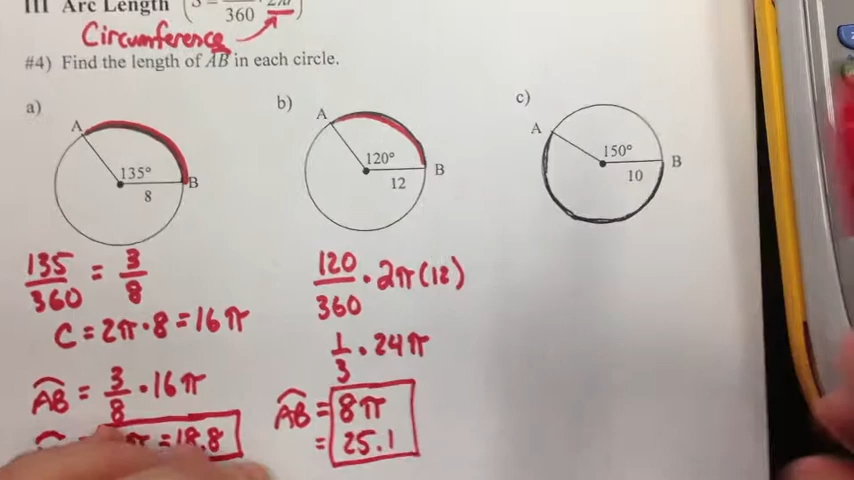 III Arc Length
360
Circumference
#4) Find the length of AB in each circle.
a)
A
135°
8
B
b)
A
120°
12
B
c)
A
150°
10
B
135/360 = 3/8
C = 2π·8 = 16π
AB = 3/8 · 16π
π = 18.8
120/360 · 2π(12)
1/3 · 24π
AB = 8π
= 25.1